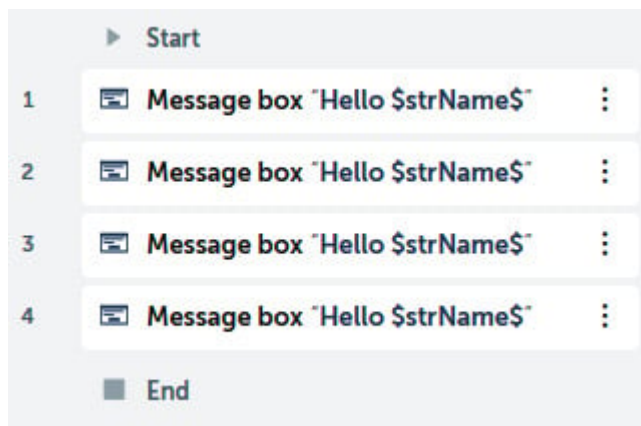 Start
1 Message box "Hello $strName$"
2 Message box "Hello $strName$"
3 Message box "Hello $strName$"
4 Message box "Hello $strName$"
End